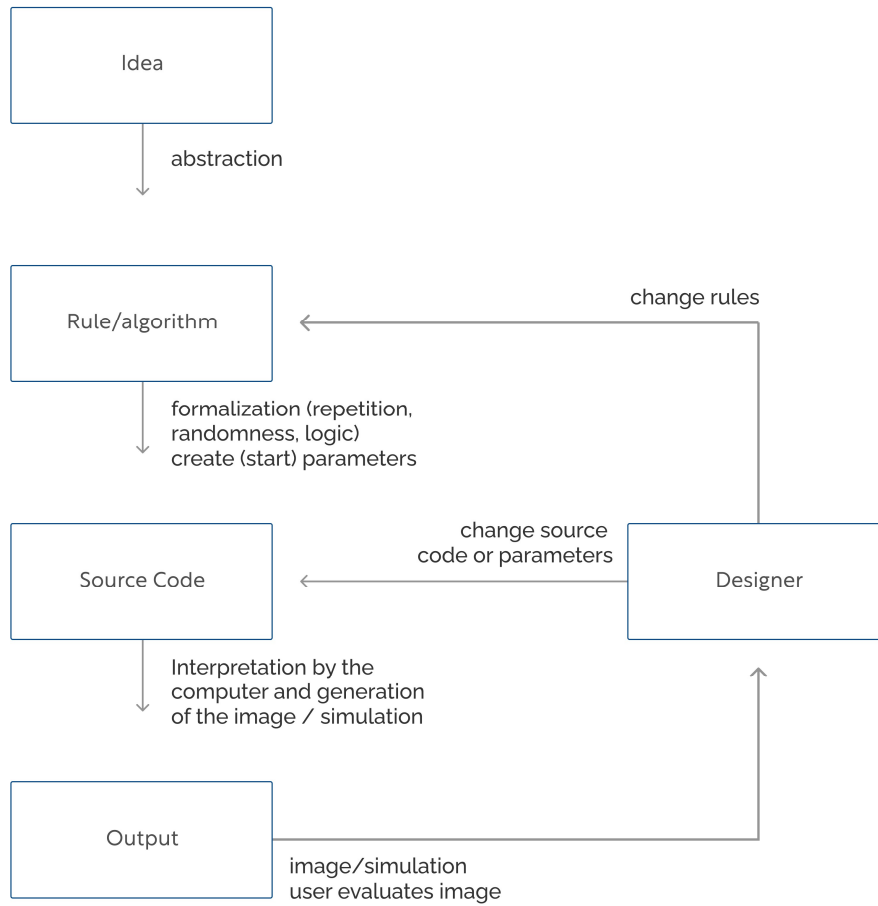 Idea
abstraction
Rule/algorithm
change rules
formalization (repetition,
randomness, logic)
create (start) parameters
change source
code or parameters
Source Code
Designer
Interpretation by the
computer and generation
of the image / simulation
Output
image/simulation
user evaluates image